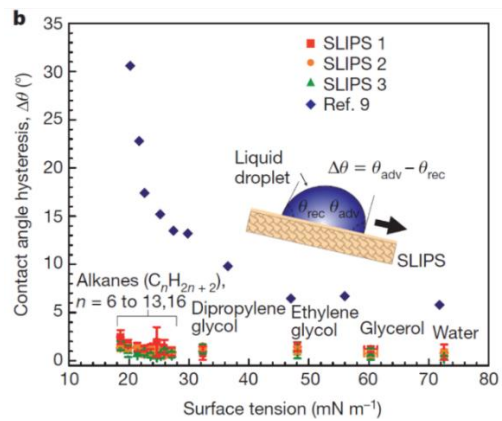 b
35
30
25
20
15
10
5
0
Contact angle hysteresis, Δθ (°)
SLIPS 1
SLIPS 2
SLIPS 3
Ref. 9
Liquid
droplet
Δθ = θadv – θrec
θrec θadv
SLIPS
Alkanes (CnH2n + 2),
n = 6 to 13,16
Dipropylene
glycol
Ethylene
glycol
Glycerol
Water
10 20 30 40 50 60 70 80
Surface tension (mN m–1)